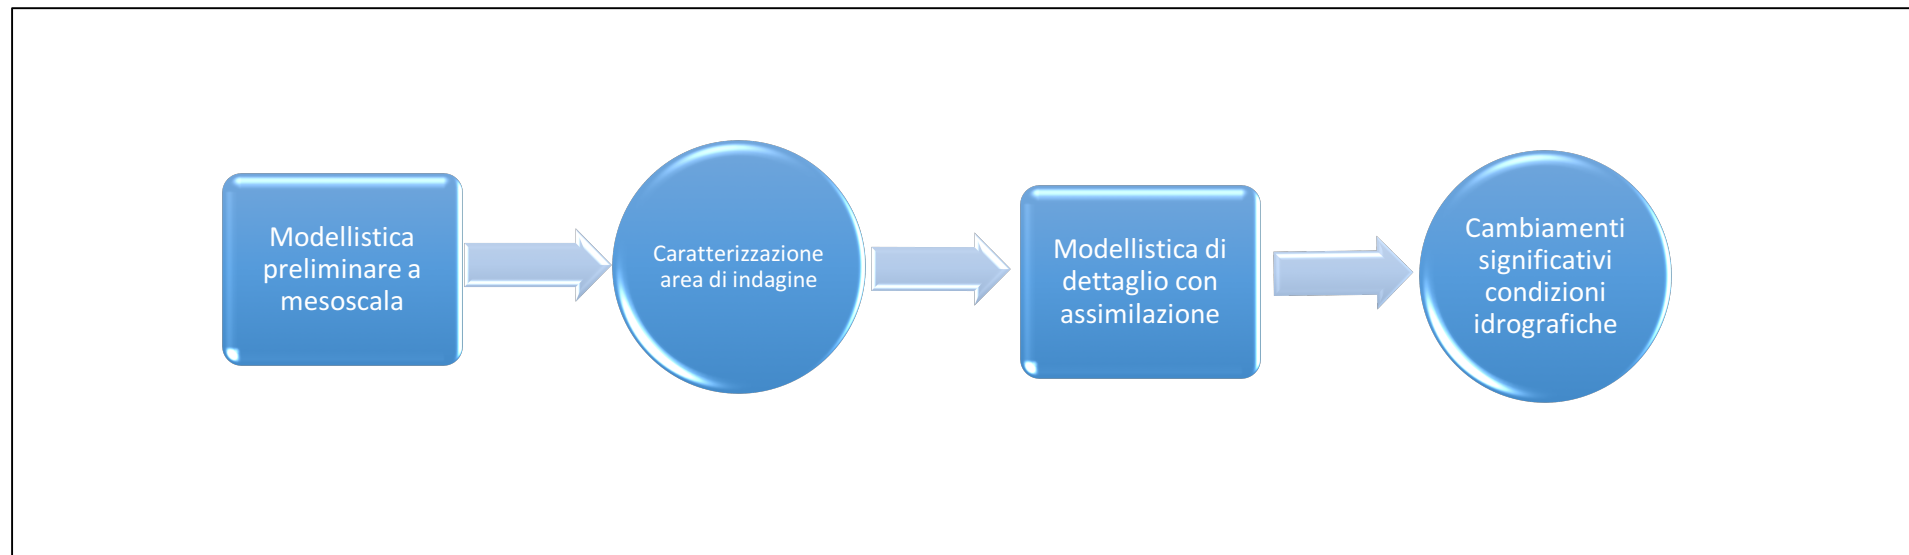 Modellistica
preliminare a
mesoscala
Caratterizzazione
area di indagine
Modellistica di
dettaglio con
assimilazione
Cambiamenti
significativi
condizioni
idrografiche